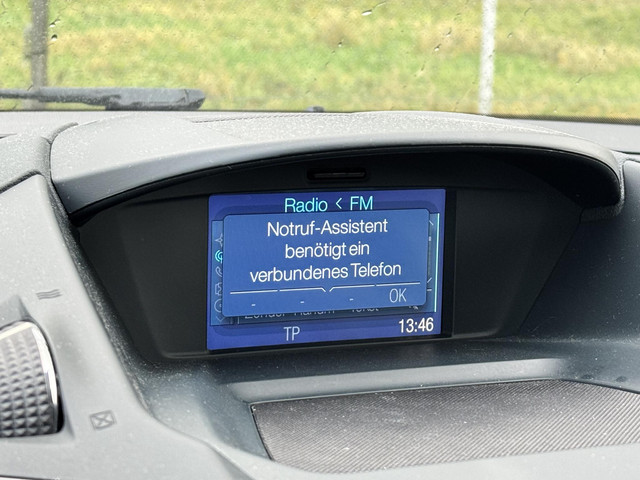 Radio < FM
Notruf-Assistent
benötigt ein
verbundenes Telefon
- - - OK
TP 13:46